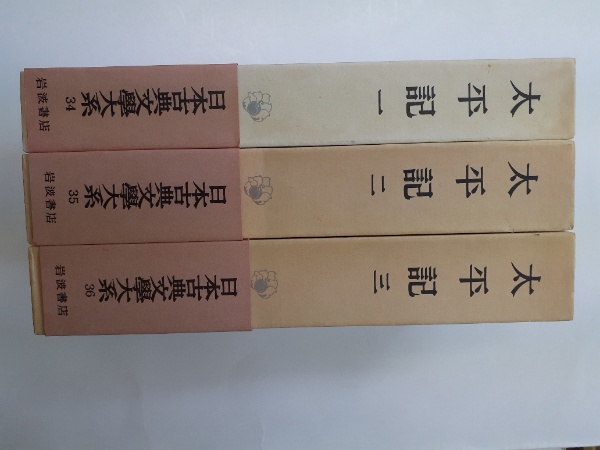 太平記 一
日本古典文學大系
34
岩波書店
太平記 二
日本古典文學大系
35
岩波書店
太平記 三
日本古典文學大系
36
岩波書店